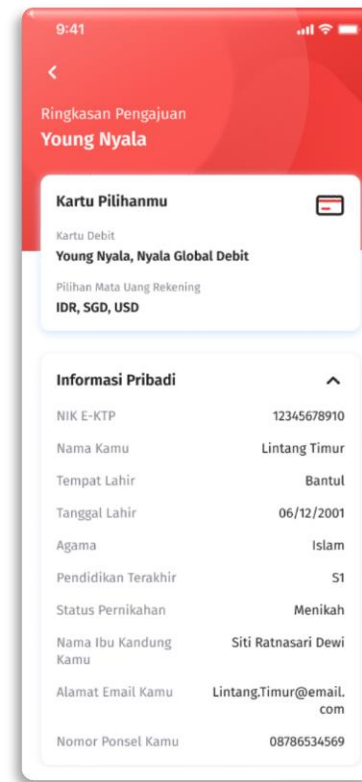 9:41
Ringkasan Pengajuan
Young Nyala
Kartu Pilihanmu
Kartu Debit
Young Nyala, Nyala Global Debit
Pilihan Mata Uang Rekening
IDR, SGD, USD
Informasi Pribadi
NIK E-KTP 12345678910
Nama Kamu Lintang Timur
Tempat Lahir Bantul
Tanggal Lahir 06/12/2001
Agama Islam
Pendidikan Terakhir S1
Status Pernikahan Menikah
Nama Ibu Kandung Siti Ratnasari Dewi
Kamu
Alamat Email Kamu Lintang.Timur@email.
com
Nomor Ponsel Kamu 08786534569